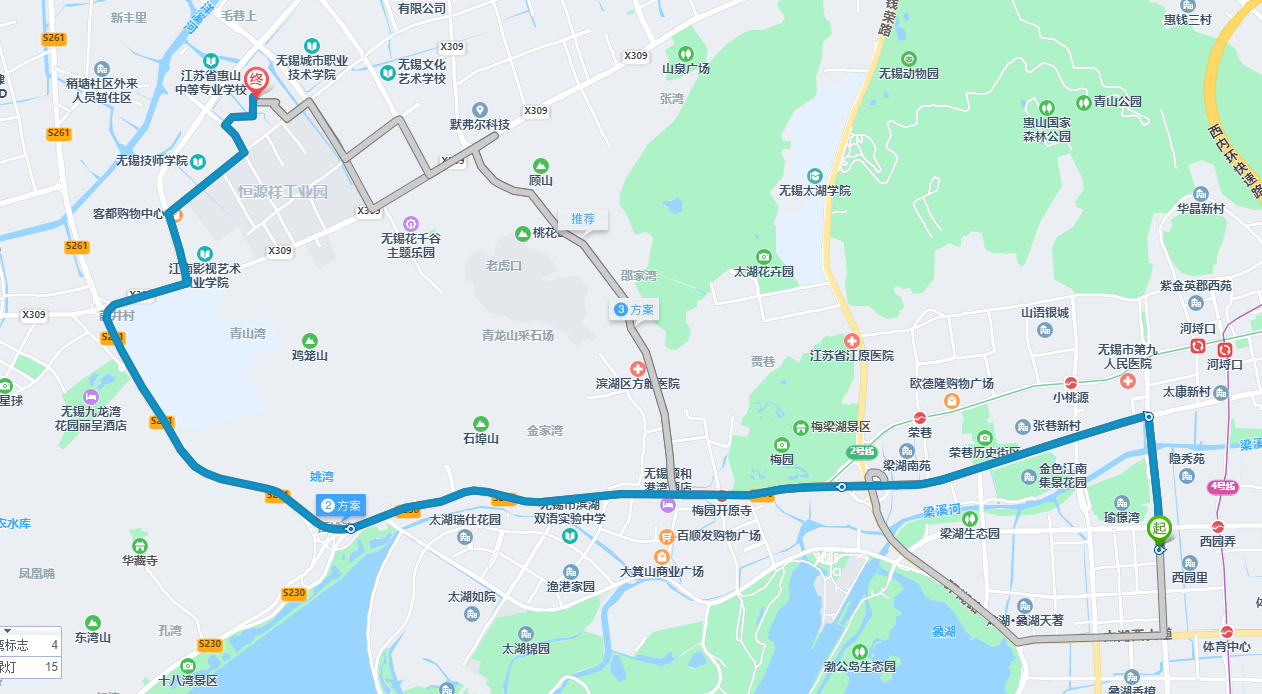 新丰里
毛巷上
有限公司
惠钱三村
钱荣路
S261
X309
X309
无锡城市职业
技术学院
无锡文化
艺术学校
江苏省惠山
中等专业学校
终
稍塘社区外来
人员暂住区
山泉广场
张湾
无锡动物园
青山公园
惠山国家
森林公园
西内环快速路
S261
X309
默弗尔科技
无锡技师学院
顾山
恒源祥工业园
无锡太湖学院
华晶新村
客都购物中心
X309
推荐
无锡花千谷
主题乐园
S261
X309
江南影视艺术
职业学院
老虎口
邵家湾
太湖花卉园
紫金英郡西苑
3 方案
山语银城
X309
青山湾
青龙山采石场
河埒口
河埒口
鸡笼山
江苏省江原医院
贾巷
无锡市第九
人民医院
滨湖区方舱医院
欧德隆购物广场
小桃源
太康新村
星球
无锡九龙湾
花园丽呈酒店
石埠山
金家湾
梅梁湖景区
荣巷
张巷新村
梅园
2号线
荣巷历史街区
梁溪
隐秀苑
梁湖南苑
金色江南
集景花园
姚湾
4号线
2 方案
梅园开原寺
无锡市滨湖
双语实验中学
太湖瑞仕花园
梁溪河
瑜憬湾
起
梁湖生态园
西园弄
百顺发购物广场
农水库
华藏寺
大箕山商业广场
西园里
凤凰嘴
渔港家园
S230
太湖如院
东湾山
孔湾
S230
太湖锦园
蠡湖
体育中心
渤公岛生态园
4
15
十八湾景区